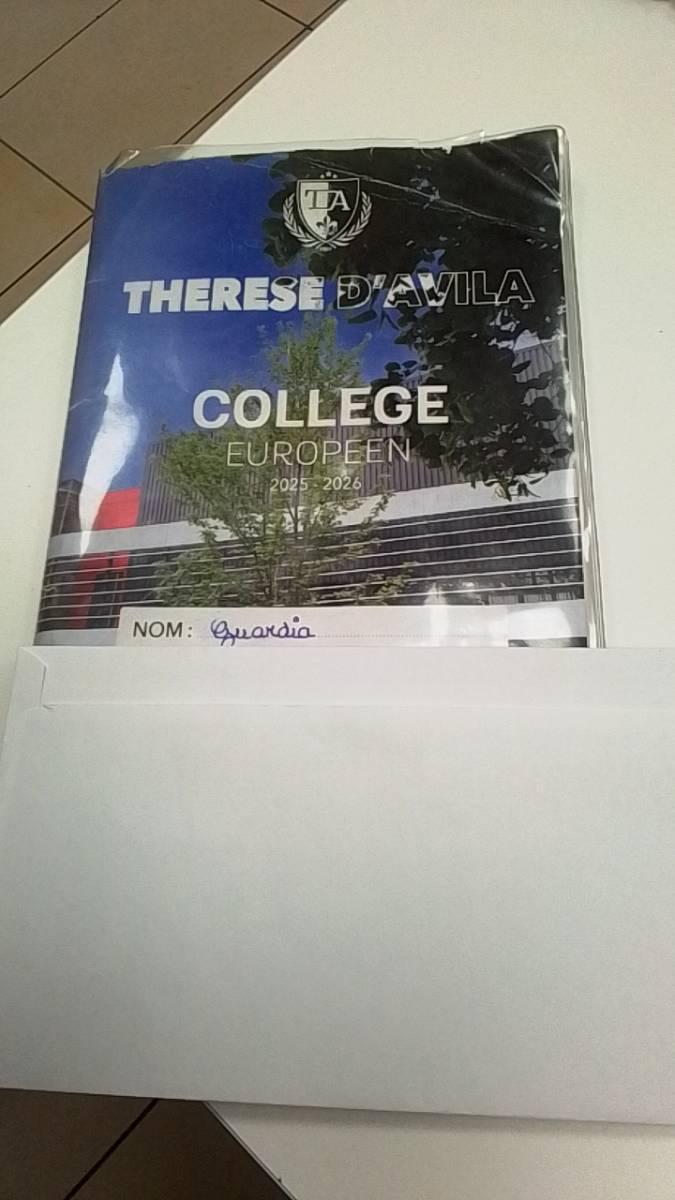 TA
THERESE D'AVILA
COLLEGE
EUROPEEN
2025 - 2026
NOM : Guardia